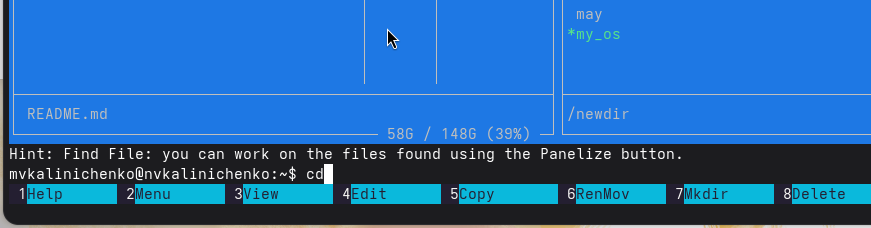 may
*my_os
README.md
/newdir
58G / 148G (39%)
Hint: Find File: you can work on the files found using the Panelize button.
mvkalinichenko@nvkalinichenko:~$ cd
1Help 2Menu 3View 4Edit 5Copy 6RenMov 7Mkdir 8Delete